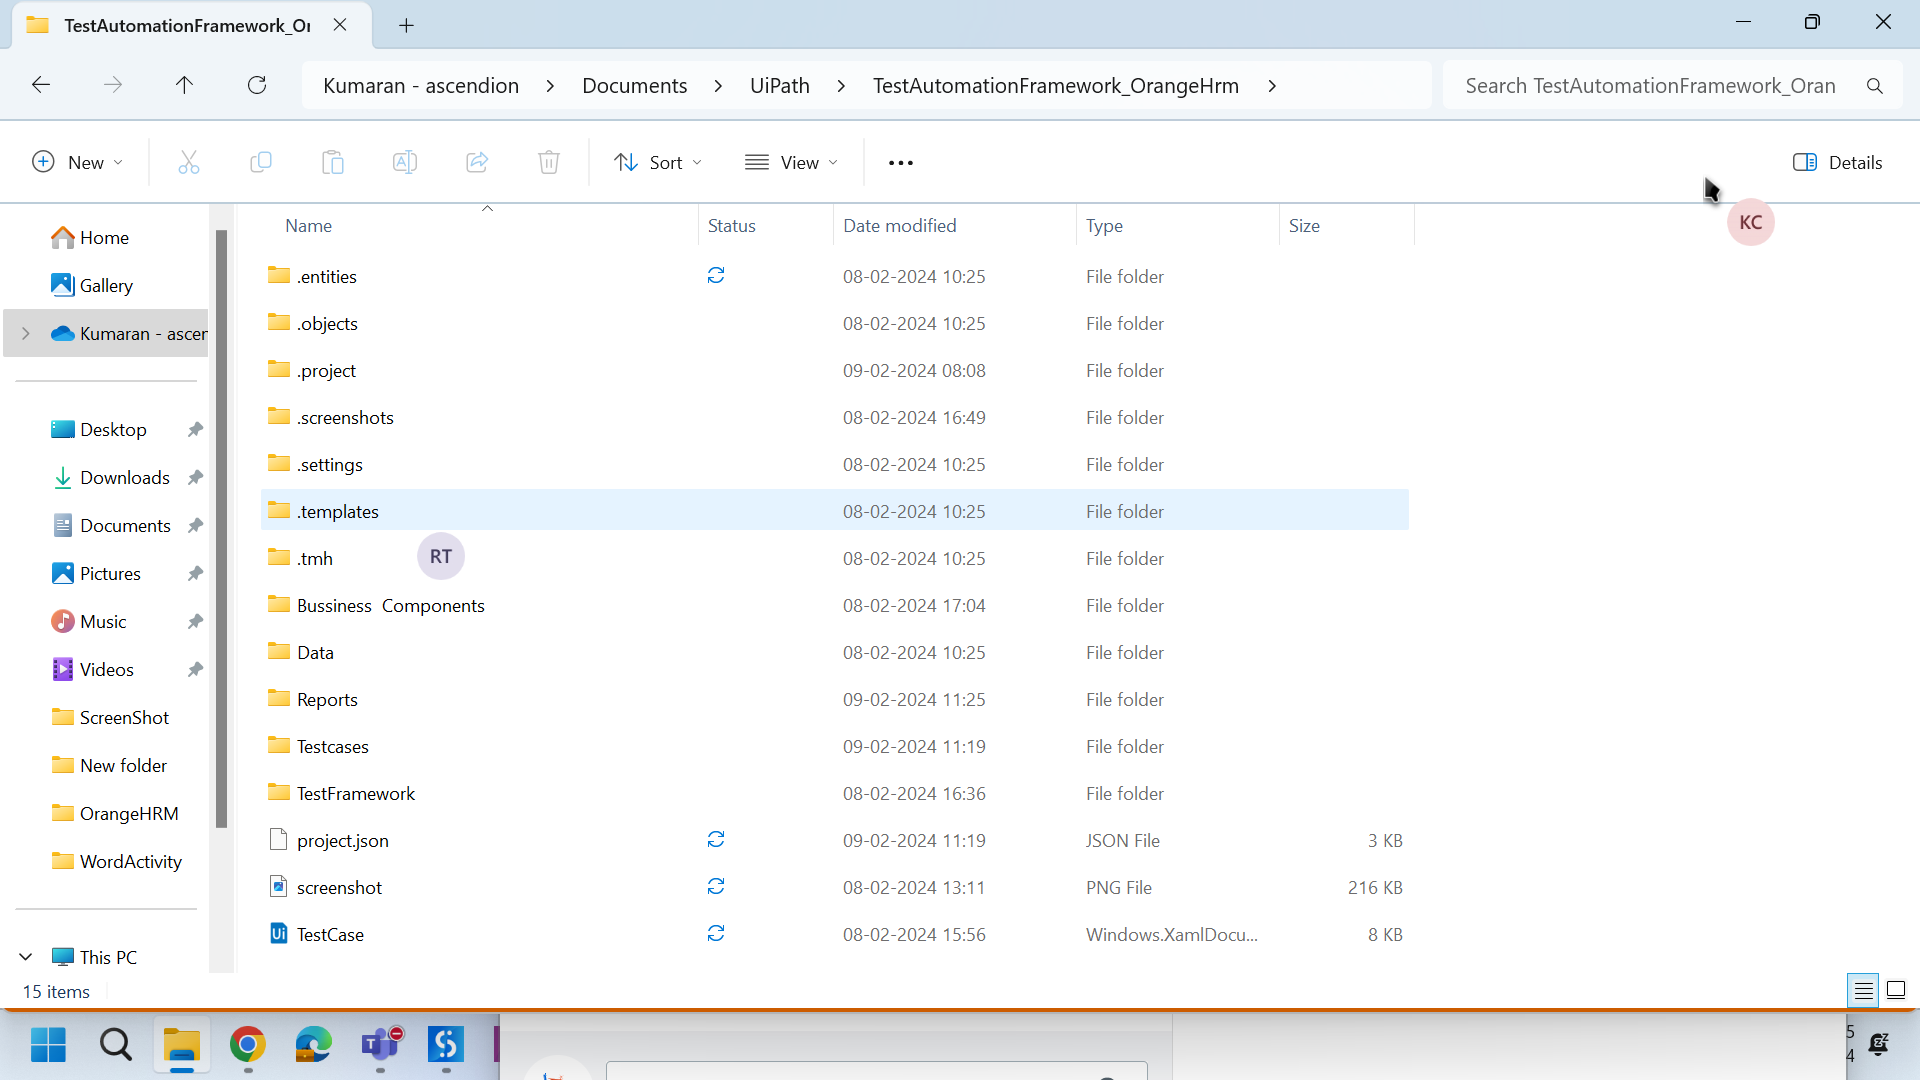 TestAutomationFramework_Or
Kumaran - ascendion > Documents > UiPath > TestAutomationFramework_OrangeHrm >
Search TestAutomationFramework_Oran
New
Sort
View
Details
KC
Name Status Date modified Type Size
Home
Gallery
Kumaran - ascen
Desktop
Downloads
Documents
Pictures
Music
Videos
ScreenShot
New folder
OrangeHRM
WordActivity
This PC
.entities 08-02-2024 10:25 File folder
.objects 08-02-2024 10:25 File folder
.project 09-02-2024 08:08 File folder
.screenshots 08-02-2024 16:49 File folder
.settings 08-02-2024 10:25 File folder
.templates 08-02-2024 10:25 File folder
.tmh RT 08-02-2024 10:25 File folder
Bussiness Components 08-02-2024 17:04 File folder
Data 08-02-2024 10:25 File folder
Reports 09-02-2024 11:25 File folder
Testcases 09-02-2024 11:19 File folder
TestFramework 08-02-2024 16:36 File folder
project.json 09-02-2024 11:19 JSON File 3 KB
screenshot 08-02-2024 13:11 PNG File 216 KB
Ui TestCase 08-02-2024 15:56 Windows.XamlDocu... 8 KB
15 items
5
4